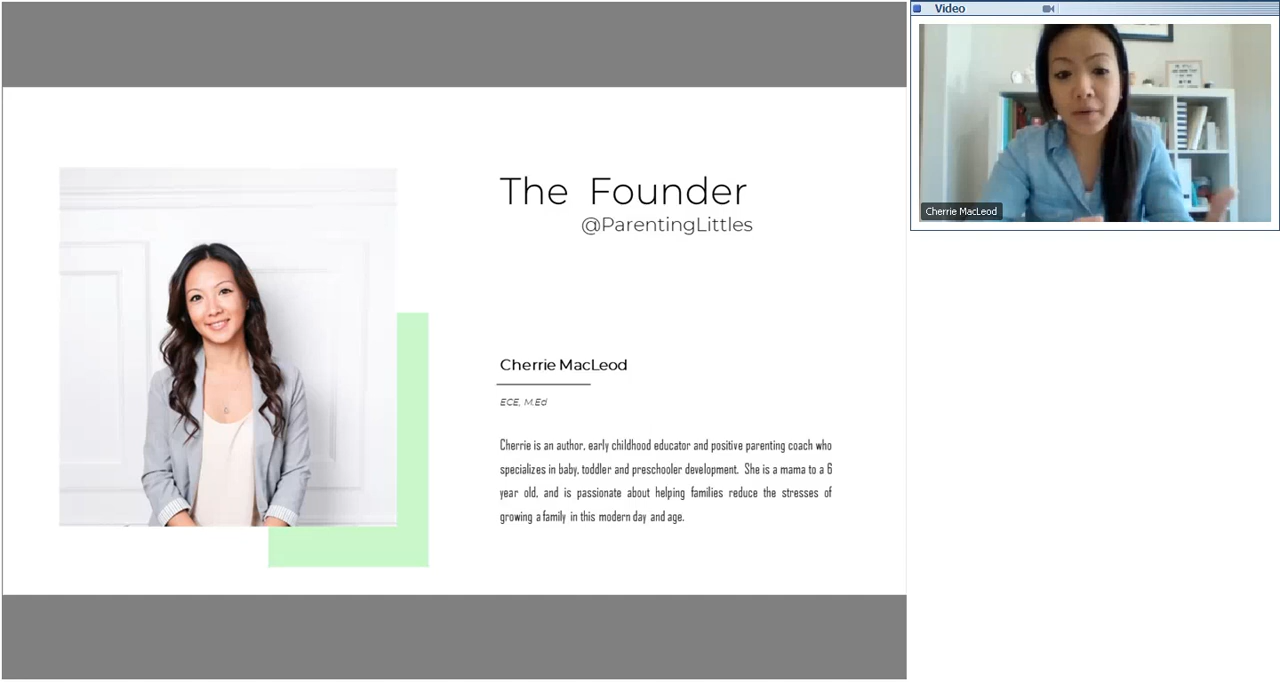 The Founder
@ParentingLittles
Cherrie MacLeod
ECE, M.Ed
Cherrie is an author, early childhood educator and positive parenting coach who
specializes in baby, toddler and preschooler development. She is a mama to a 6
year old, and is passionate about helping families reduce the stresses of
growing a family in this modern day and age.
Video
Cherrie MacLeod